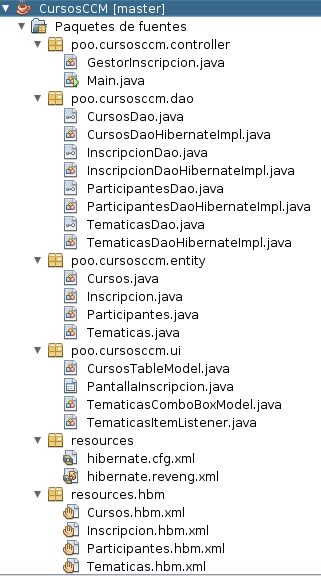 CursosCCM [master]
Paquetes de fuentes
poo.cursosccm.controller
GestorInscripcion.java
Main.java
poo.cursosccm.dao
CursosDao.java
CursosDaoHibernateImpl.java
InscripcionDao.java
InscripcionDaoHibernateImpl.java
ParticipantesDao.java
ParticipantesDaoHibernateImpl.java
TematicasDao.java
TematicasDaoHibernateImpl.java
poo.cursosccm.entity
Cursos.java
Inscripcion.java
Participantes.java
Tematicas.java
poo.cursosccm.ui
CursosTableModel.java
PantallaInscripcion.java
TematicasComboBoxModel.java
TematicasItemListener.java
resources
hibernate.cfg.xml
hibernate.reveng.xml
resources.hbm
Cursos.hbm.xml
Inscripcion.hbm.xml
Participantes.hbm.xml
Tematicas.hbm.xml